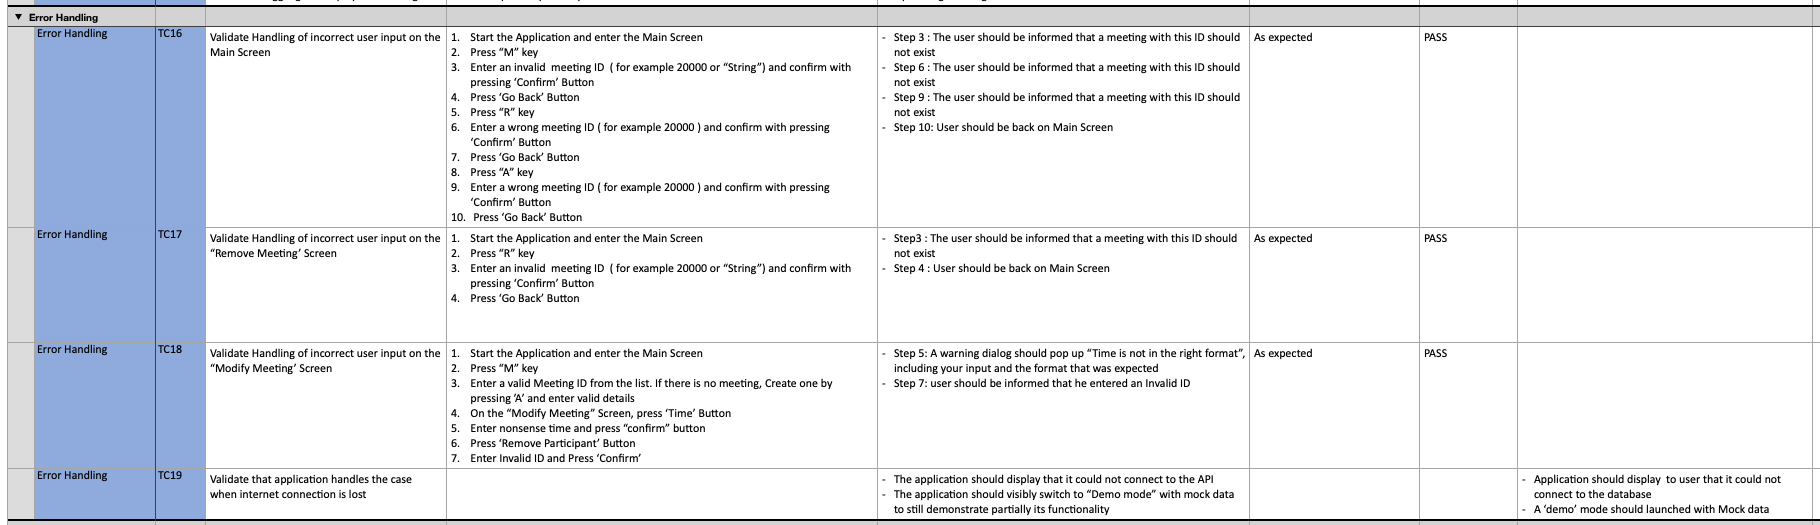 Error Handling
Error Handling
TC16
Validate Handling of incorrect user input on the
Main Screen
1. Start the Application and enter the Main Screen
2. Press “M” key
3. Enter an invalid meeting ID ( for example 20000 or “String”) and confirm with
pressing ‘Confirm’ Button
4. Press ‘Go Back’ Button
5. Press “R” key
6. Enter a wrong meeting ID ( for example 20000 ) and confirm with pressing
‘Confirm’ Button
7. Press ‘Go Back’ Button
8. Press “A” key
9. Enter a wrong meeting ID ( for example 20000 ) and confirm with pressing
‘Confirm’ Button
10. Press ‘Go Back’ Button
- Step 3 : The user should be informed that a meeting with this ID should
not exist
- Step 6 : The user should be informed that a meeting with this ID should
not exist
- Step 9 : The user should be informed that a meeting with this ID should
not exist
- Step 10: User should be back on Main Screen
As expected
PASS
Error Handling
TC17
Validate Handling of incorrect user input on the
“Remove Meeting’ Screen
1. Start the Application and enter the Main Screen
2. Press “R” key
3. Enter an invalid meeting ID ( for example 20000 or “String”) and confirm with
pressing ‘Confirm’ Button
4. Press ‘Go Back’ Button
- Step3 : The user should be informed that a meeting with this ID should
not exist
- Step 4 : User should be back on Main Screen
As expected
PASS
Error Handling
TC18
Validate Handling of incorrect user input on the
“Modify Meeting’ Screen
1. Start the Application and enter the Main Screen
2. Press “M” key
3. Enter a valid Meeting ID from the list. If there is no meeting, Create one by
pressing ‘A’ and enter valid details
4. On the “Modify Meeting” Screen, press ‘Time’ Button
5. Enter nonsense time and press “confirm” button
6. Press ‘Remove Participant’ Button
7. Enter Invalid ID and Press ‘Confirm’
- Step 5: A warning dialog should pop up “Time is not in the right format”,
including your input and the format that was expected
- Step 7: user should be informed that he entered an Invalid ID
As expected
PASS
Error Handling
TC19
Validate that application handles the case
when internet connection is lost
- The application should display that it could not connect to the API
- The application should visibly switch to “Demo mode” with mock data
to still demonstrate partially its functionality
- Application should display to user that it could not
connect to the database
- A ‘demo’ mode should launched with Mock data